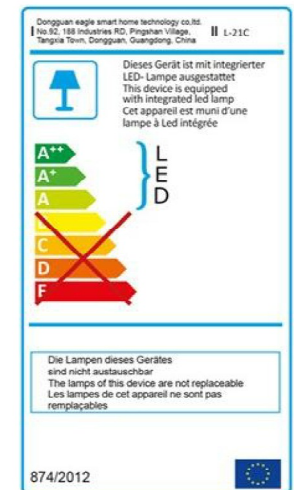 Dongguan eagle smart home technology co,ltd.
I No.92, 188 Industries RD, Pingshan Village,
Tangxia Town, Dongguan, Guangdong, China
II L-21C
Dieses Gerät ist mit integrierter
LED- Lampe ausgestattet
This device is equipped
with integrated led lamp
Cet appareil est muni d'une
lampe à Led intégrée
A++
A+
A
C
D
F
L
E
D
Die Lampen dieses Gerätes
sind nicht austauschbar
The lamps of this device are not replaceable
Les lampes de cet appareil ne sont pas
remplaçables
874/2012